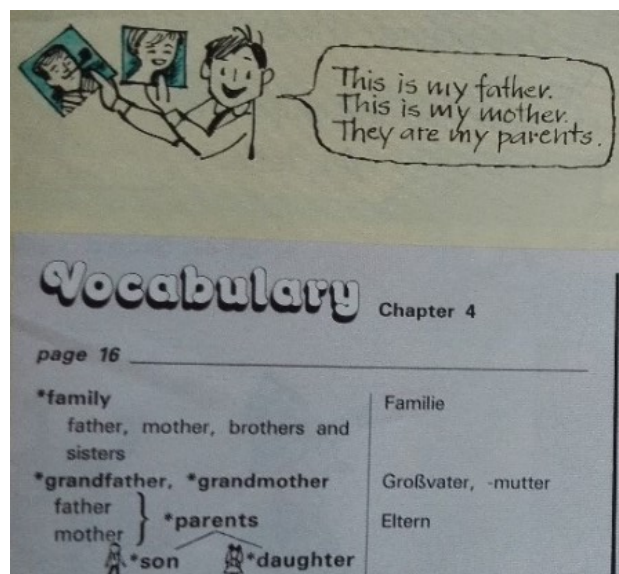 This is my father.
This is my mother.
They are my parents.
Vocabulary Chapter 4
page 16
*family Familie
father, mother, brothers and
sisters
*grandfather, *grandmother Großvater, -mutter
father
*parents Eltern
mother
*son *daughter